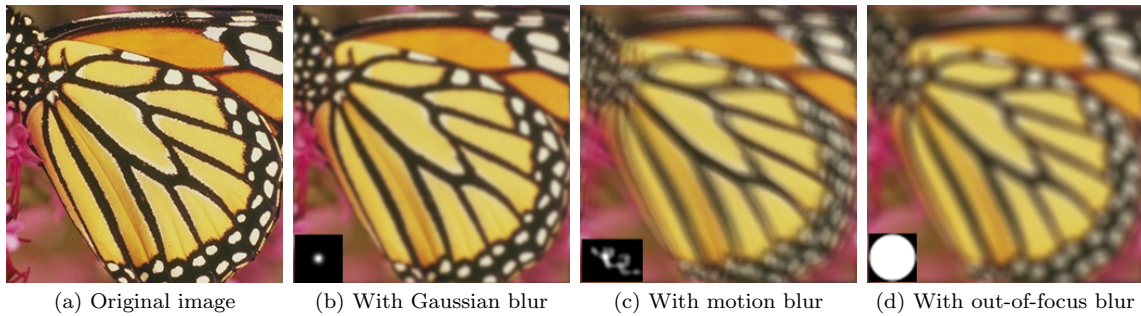 (a) Original image
(b) With Gaussian blur
(c) With motion blur
(d) With out-of-focus blur